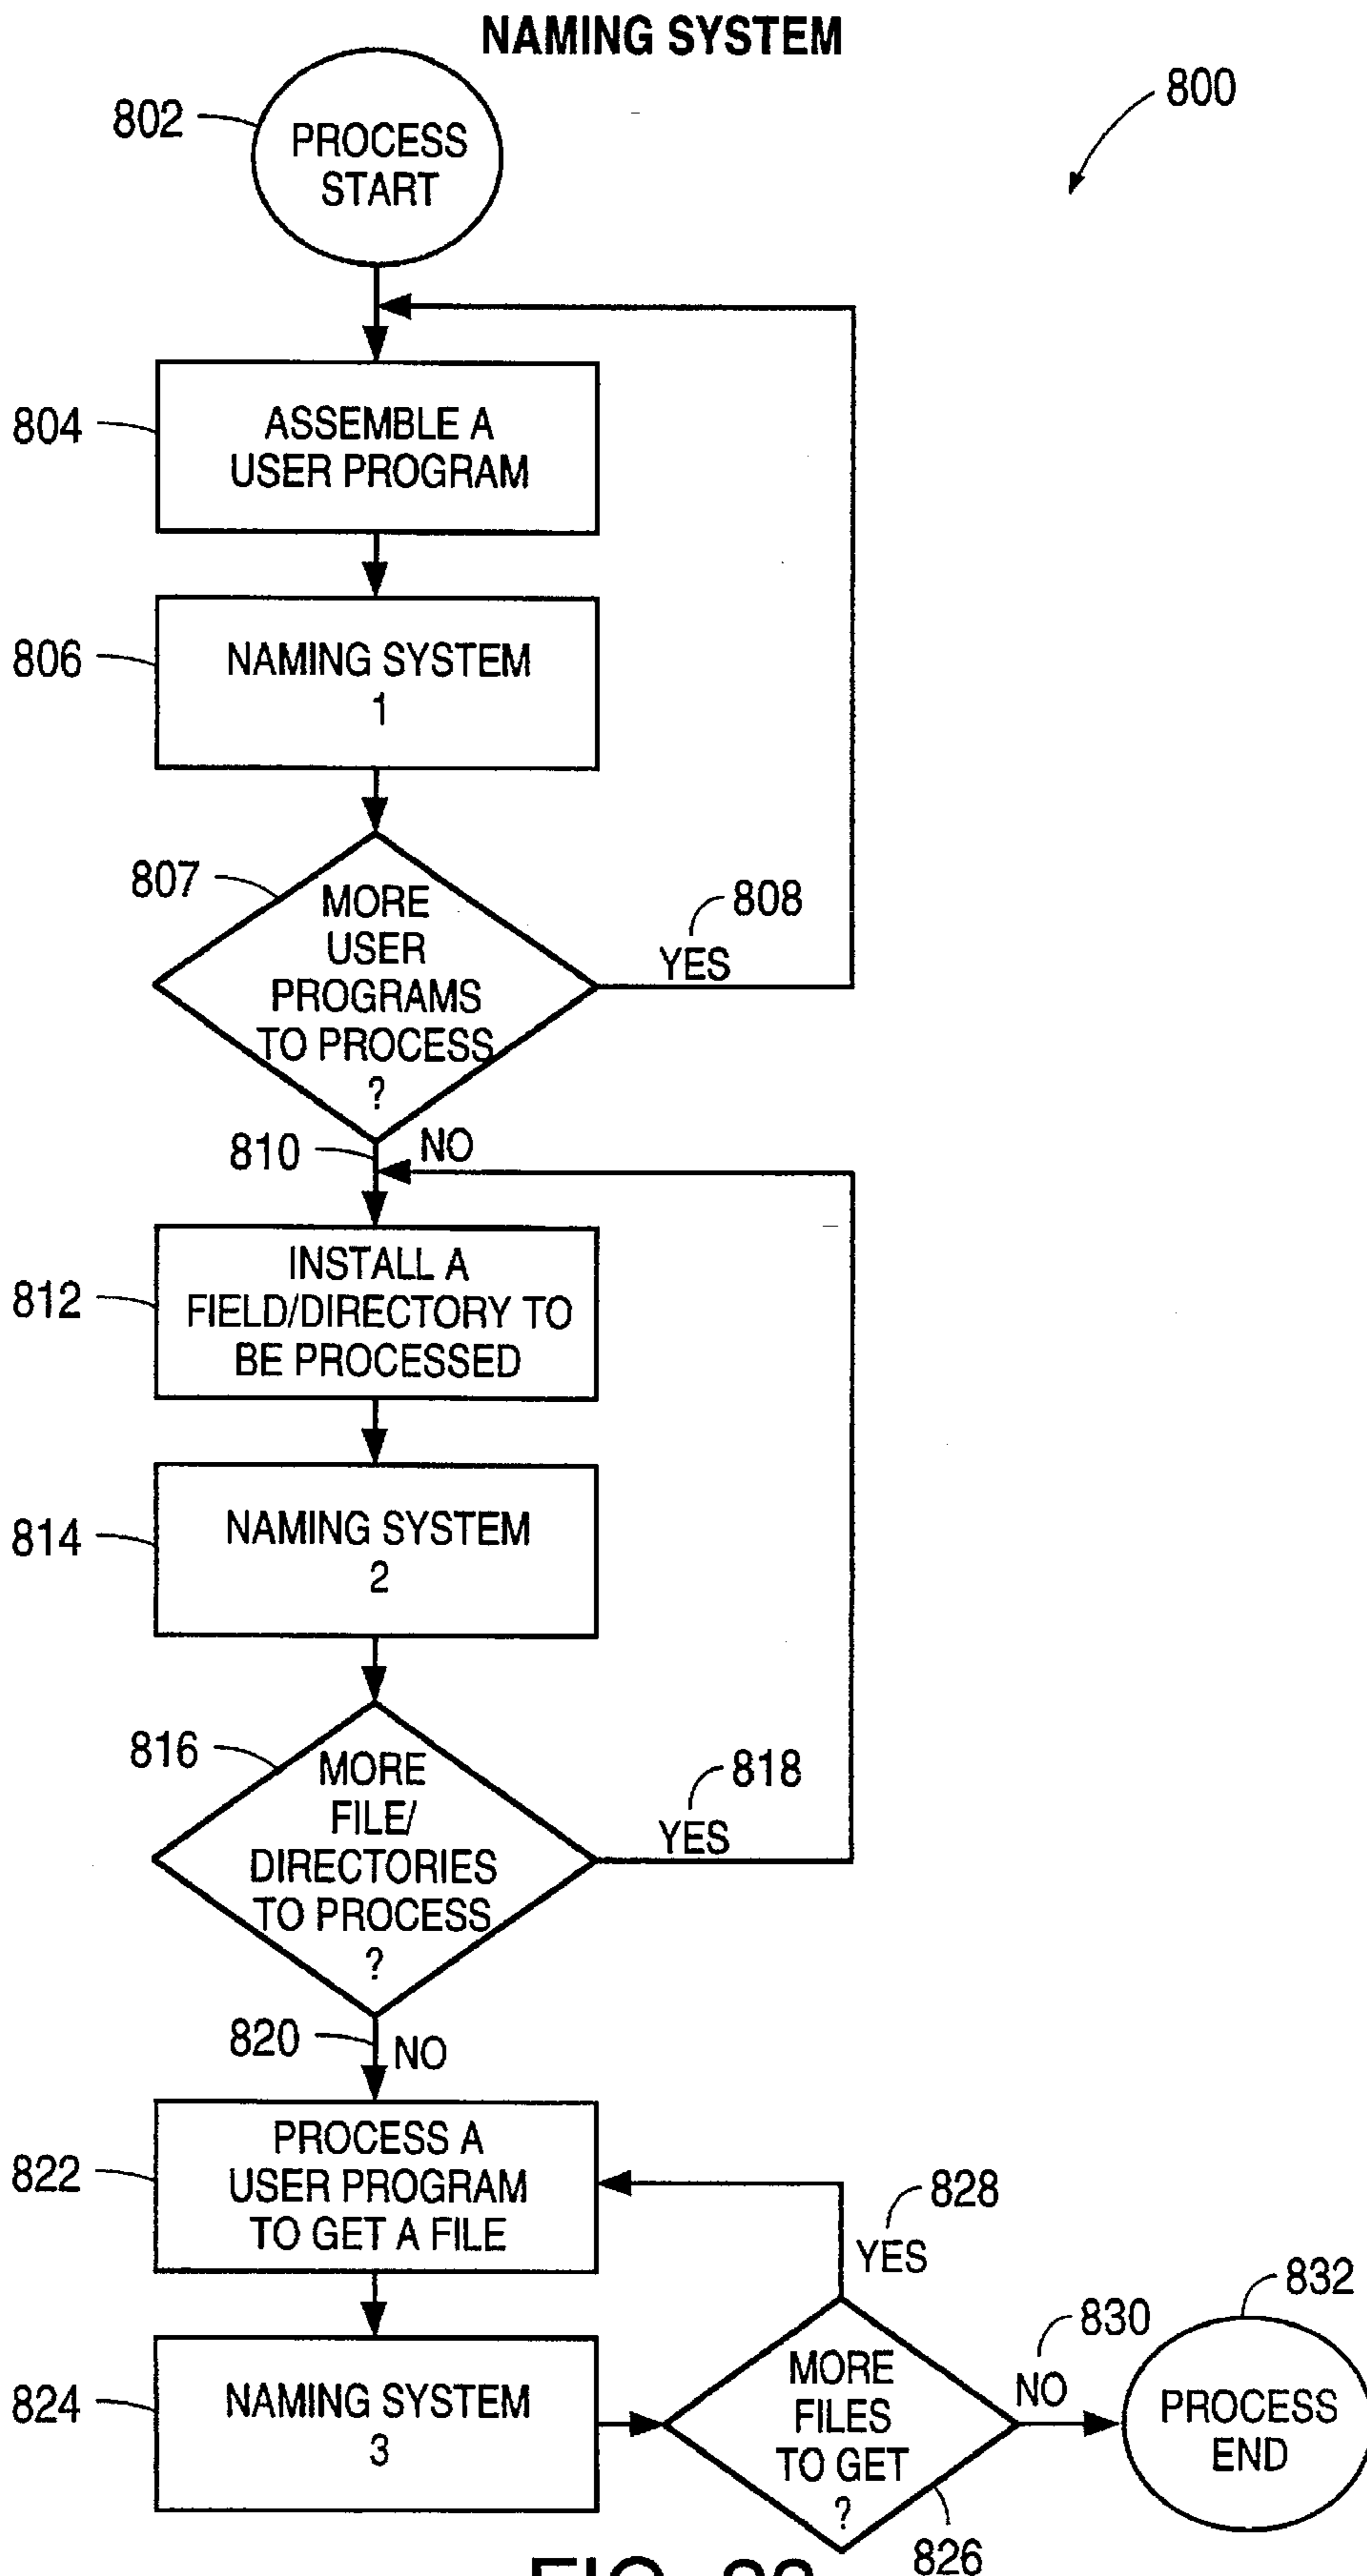 NAMING SYSTEM
800
802
PROCESS
START
804
ASSEMBLE A
USER PROGRAM
806
NAMING SYSTEM
1
807
MORE
USER
PROGRAMS
TO PROCESS
?
808
YES
810
NO
812
INSTALL A
FIELD/DIRECTORY TO
BE PROCESSED
814
NAMING SYSTEM
2
816
MORE
FILE/
DIRECTORIES
TO PROCESS
?
818
YES
820
NO
822
PROCESS A
USER PROGRAM
TO GET A FILE
828
YES
824
NAMING SYSTEM
3
MORE
FILES
TO GET
?
826
830
NO
832
PROCESS
END
FIG.